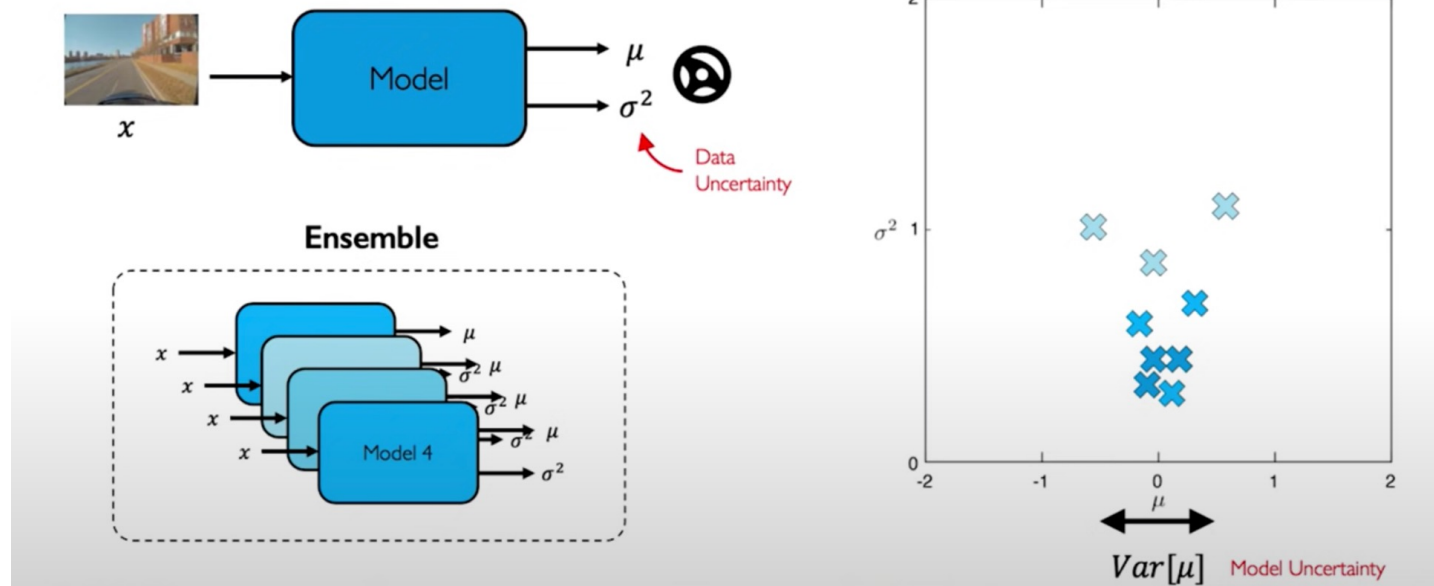 Model
μ
σ²
x
Data
Uncertainty
Ensemble
x
μ
x
σ² μ
x
σ² μ
x
Model 4
σ² μ
σ²
2
σ² 1
0
-2 -1 0 1 2
μ
Var[μ] Model Uncertainty